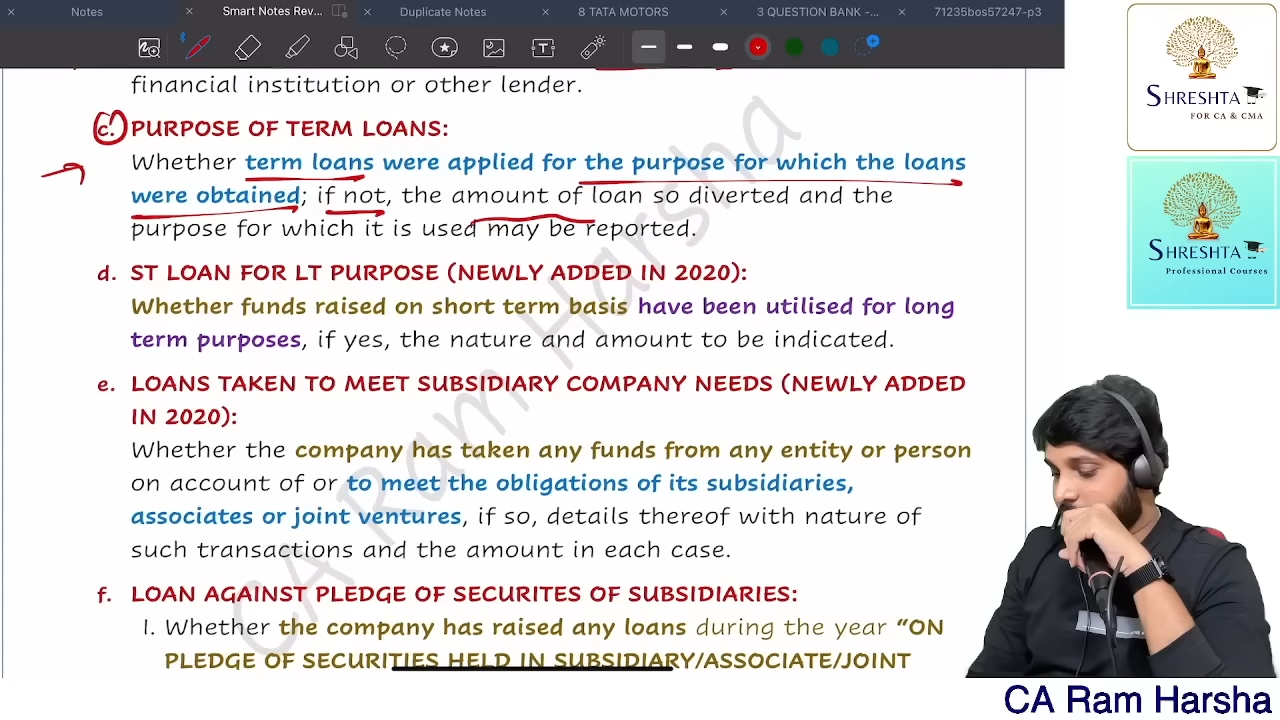 Notes
Smart Notes Rev...
Duplicate Notes
8 TATA MOTORS
3 QUESTION BANK -...
71235bos57247-p3
financial institution or other lender.
c. PURPOSE OF TERM LOANS:
Whether term loans were applied for the purpose for which the loans
were obtained; if not, the amount of loan so diverted and the
purpose for which it is used may be reported.
d. ST LOAN FOR LT PURPOSE (NEWLY ADDED IN 2020):
Whether funds raised on short term basis have been utilised for long
term purposes, if yes, the nature and amount to be indicated.
e. LOANS TAKEN TO MEET SUBSIDIARY COMPANY NEEDS (NEWLY ADDED
IN 2020):
Whether the company has taken any funds from any entity or person
on account of or to meet the obligations of its subsidiaries,
associates or joint ventures, if so, details thereof with nature of
such transactions and the amount in each case.
f. LOAN AGAINST PLEDGE OF SECURITES OF SUBSIDIARIES:
I. Whether the company has raised any loans during the year “ON
PLEDGE OF SECURITIES HELD IN SUBSIDIARY/ASSOCIATE/JOINT
CA Ram Harsha
SHRESHTA
FOR CA & CMA
SHRESHTA
Professional Courses
CA Ram Harsha